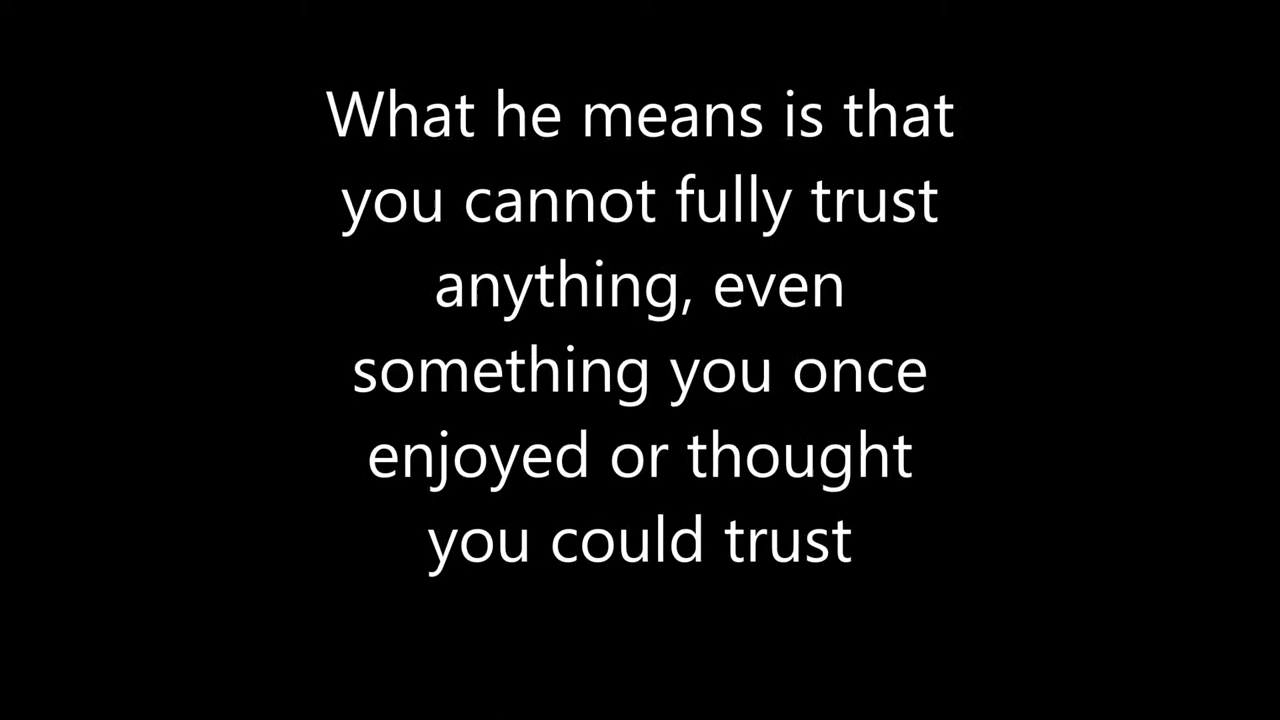 What he means is that
you cannot fully trust
anything, even
something you once
enjoyed or thought
you could trust